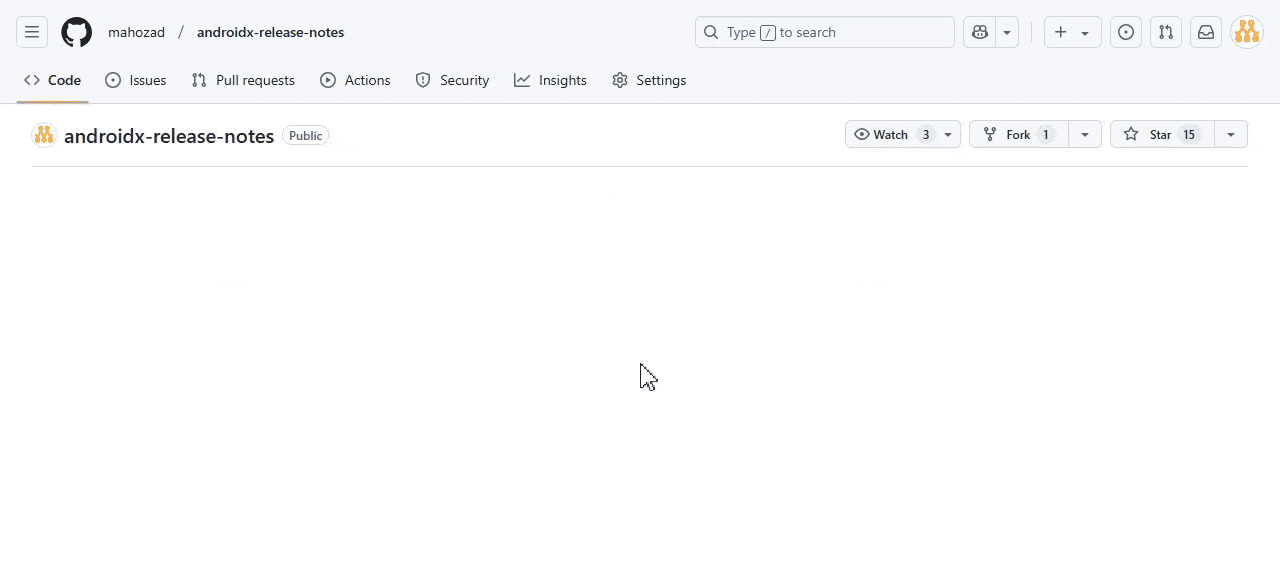 mahozad / androidx-release-notes Type / to search
Code Issues Pull requests Actions Security Insights Settings
androidx-release-notes Public Watch 3 Fork 1 Star 15